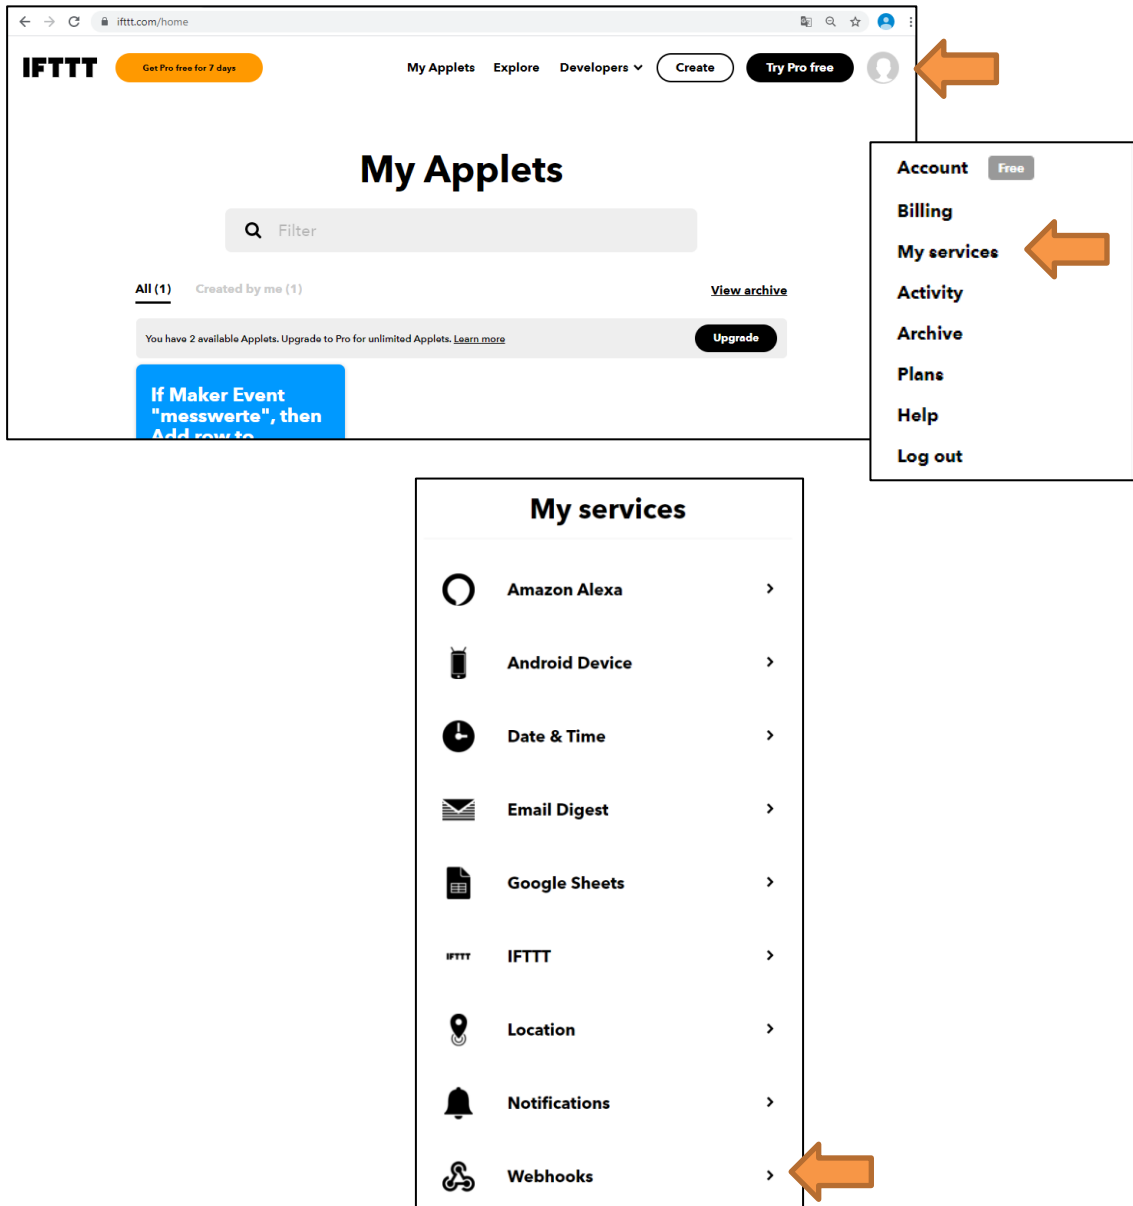 ifttt.com/home
IFTTT
Get Pro free for 7 days
My Applets
Explore
Developers
Create
Try Pro free
My Applets
Filter
All (1)
Created by me (1)
View archive
You have 2 available Applets. Upgrade to Pro for unlimited Applets. Learn more
Upgrade
If Maker Event
"messwerte", then
Add row to
Account
Free
Billing
My services
Activity
Archive
Plans
Help
Log out
My services
Amazon Alexa
Android Device
Date & Time
Email Digest
Google Sheets
IFTTT
IFTTT
Location
Notifications
Webhooks